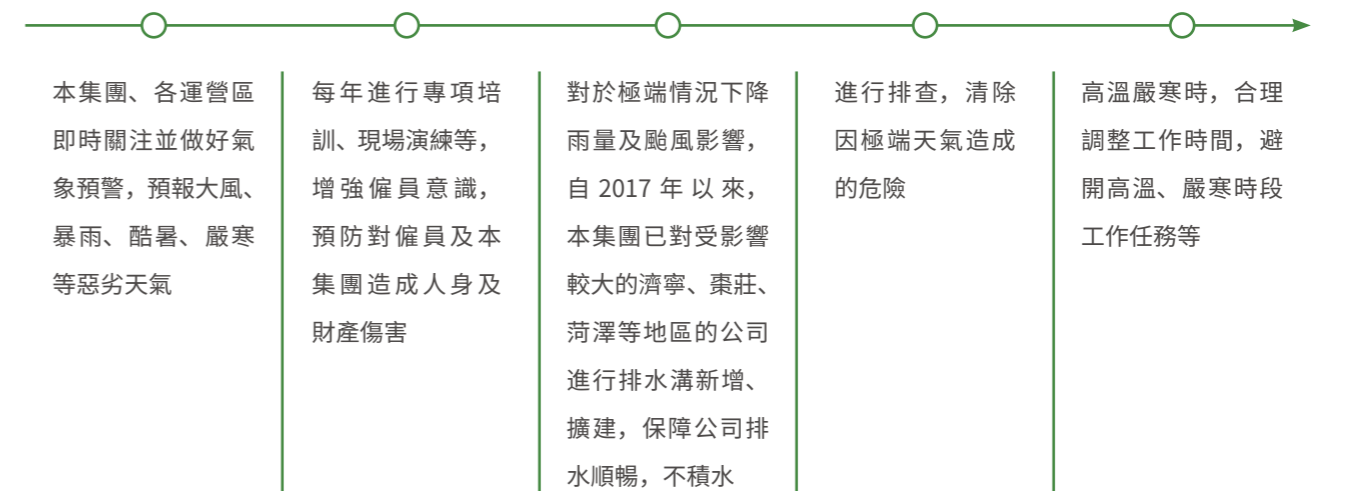 本集團、各運營區
即時關注並做好氣
象預警，預報大風、
暴雨、酷暑、嚴寒
等惡劣天氣
每年進行專項培
訓、現場演練等，
增強僱員意識，
預防對僱員及本
集團造成人身及
財產傷害
對於極端情況下降
雨量及颱風影響，
自 2017 年以來，
本集團已對受影響
較大的濟寧、棗莊、
菏澤等地區的公司
進行排水溝新增、
擴建，保障公司排
水順暢，不積水
進行排查，清除
因極端天氣造成
的危險
高溫嚴寒時，合理
調整工作時間，避
開高溫、嚴寒時段
工作任務等